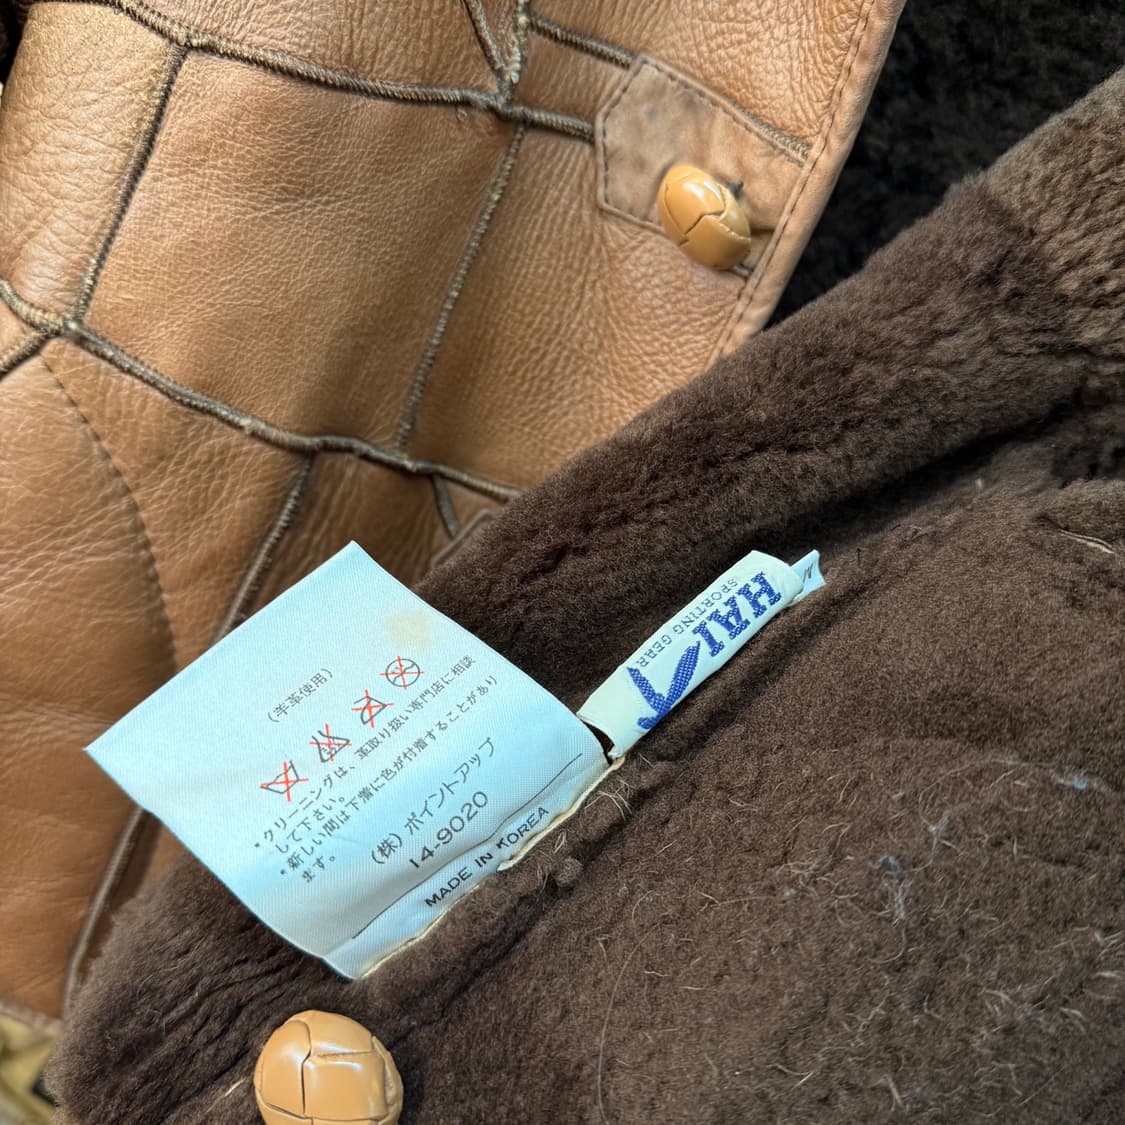 (羊革使用)
*クリーニングは、革取り扱い専門店に相談
して下さい。
*新しい間は下着に色が付着することがあり
ます。
(株)ポイントアップ
14-9020
MADE IN KOREA
HAI
SPORTING GEAR